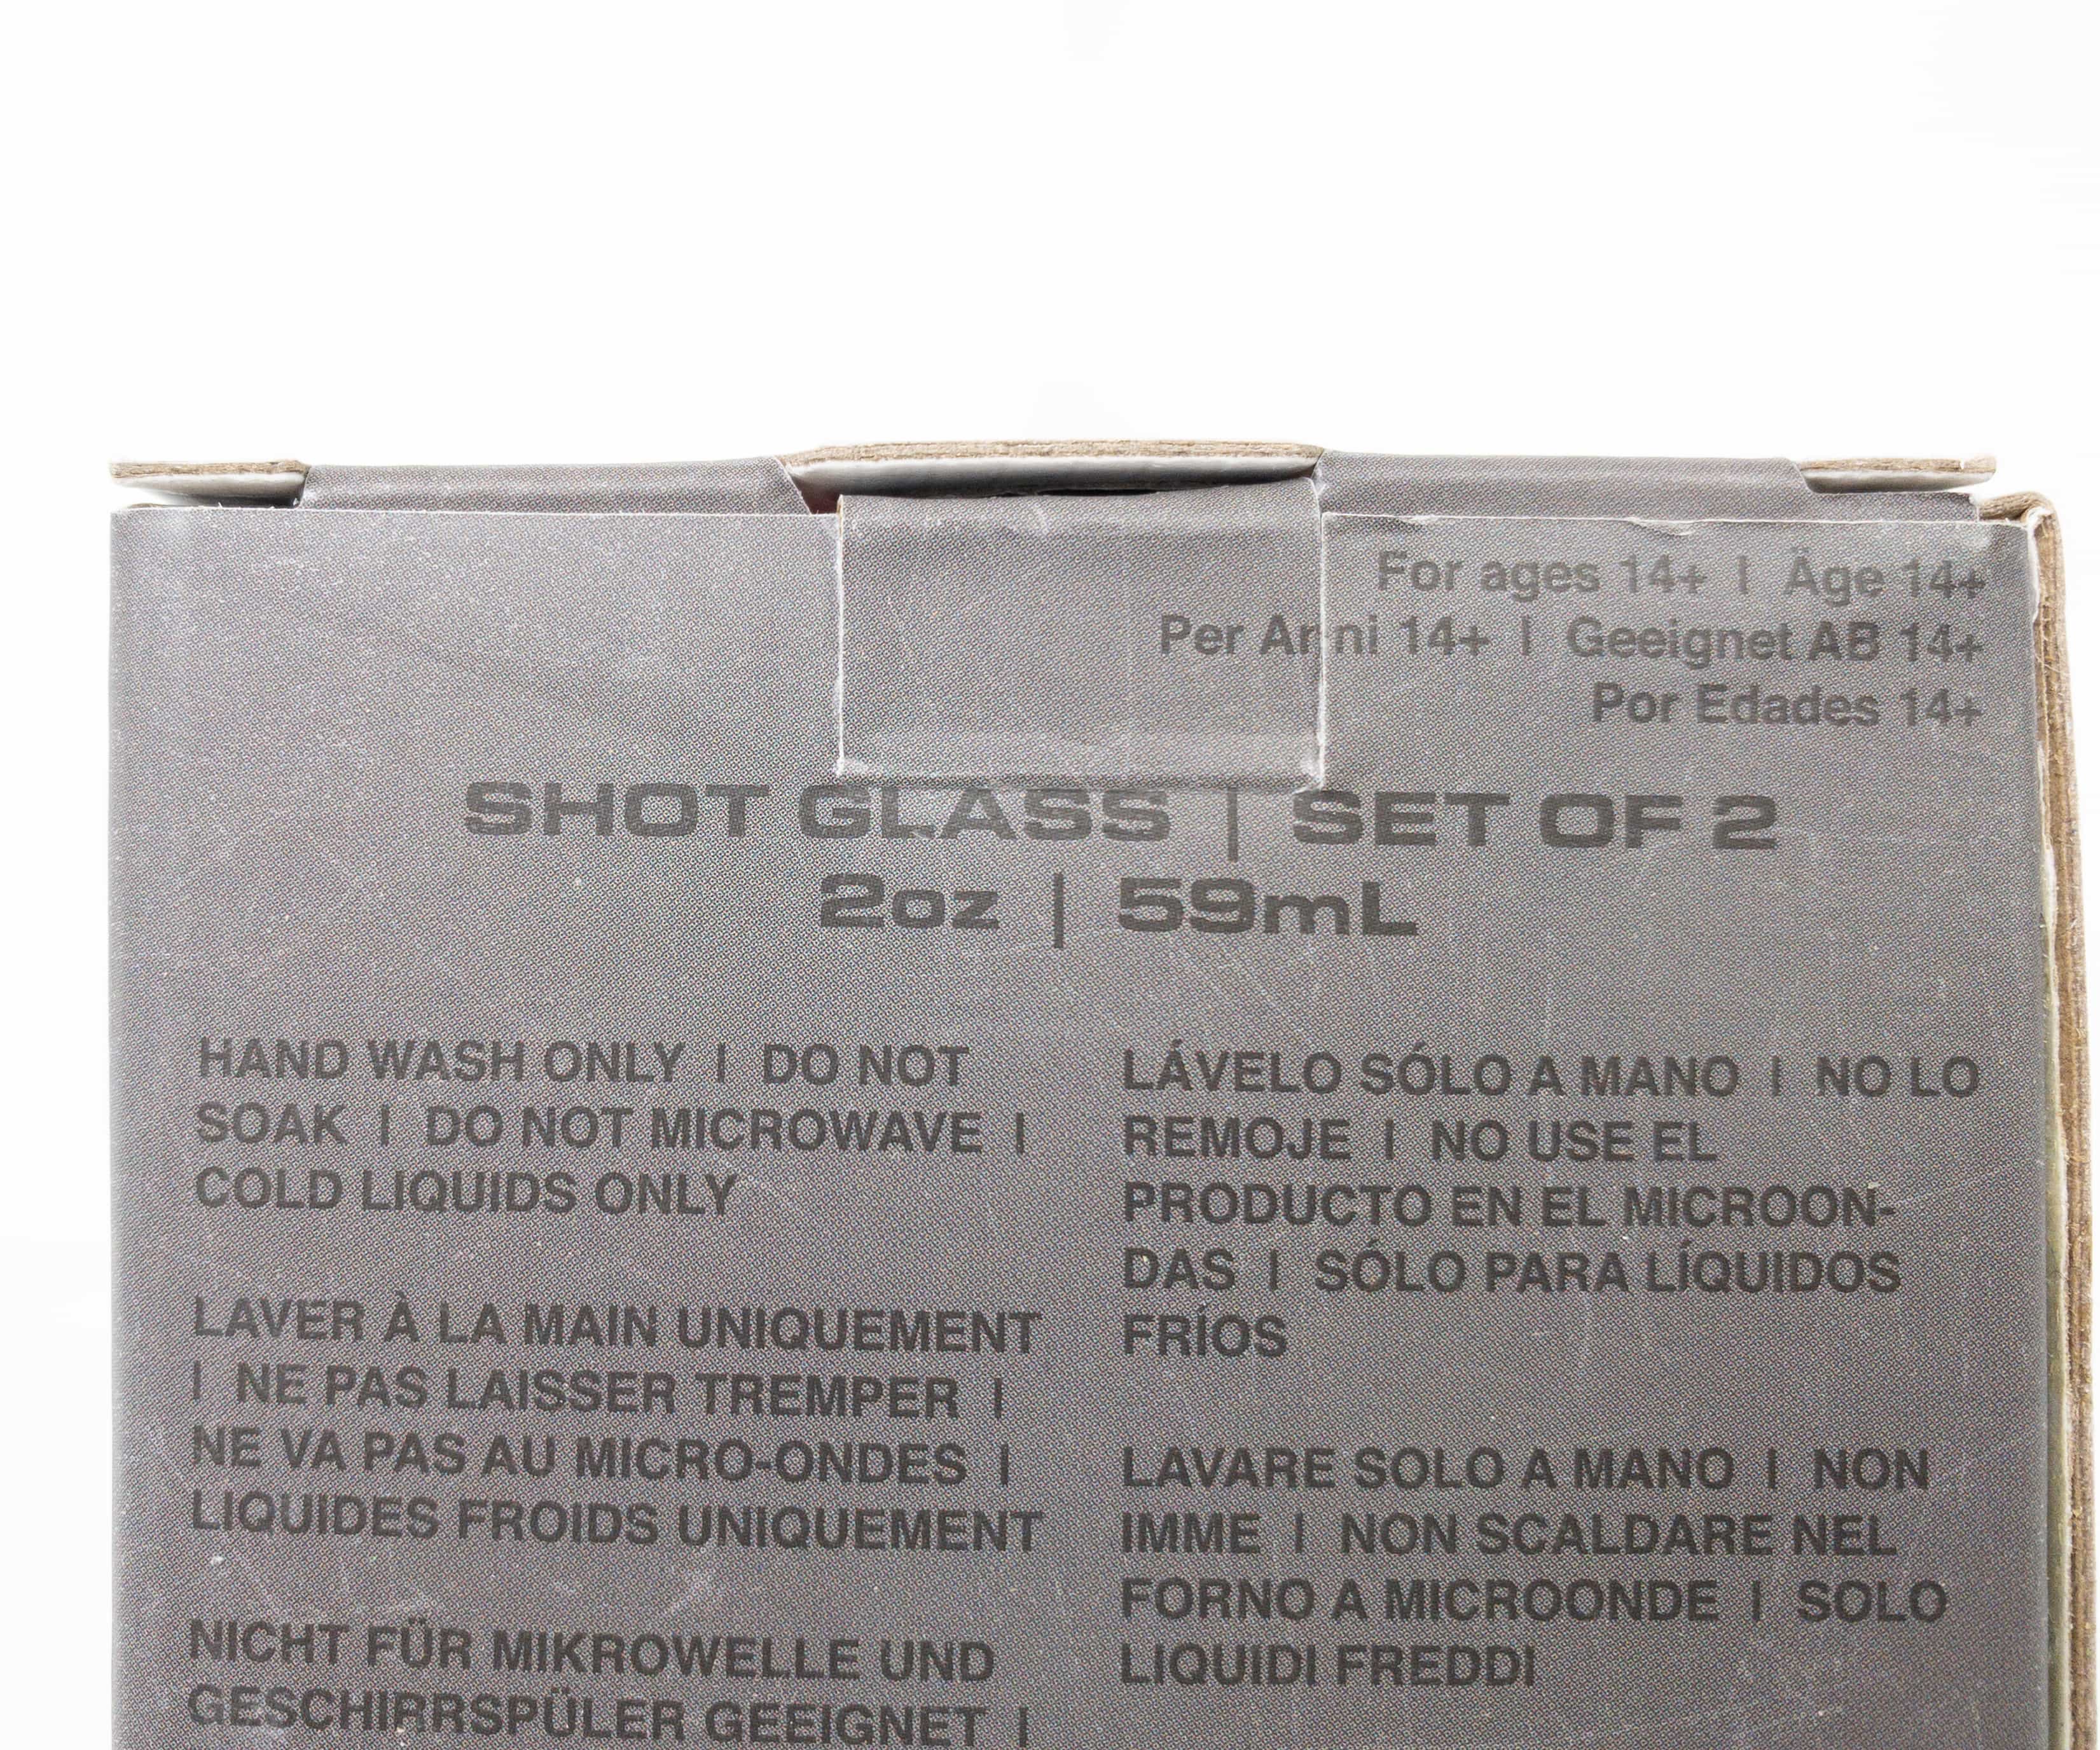 For ages 14+ | Äge 14+
Per Anni 14+ | Geeignet AB 14+
Por Edades 14+
SHOT GLASS | SET OF 2
2oz | 59mL
HAND WASH ONLY | DO NOT
SOAK | DO NOT MICROWAVE |
COLD LIQUIDS ONLY
LAVER À LA MAIN UNIQUEMENT
| NE PAS LAISSER TREMPER |
NE VA PAS AU MICRO-ONDES |
LIQUIDES FROIDS UNIQUEMENT
NICHT FÜR MIKROWELLE UND
GESCHIRRSPÜLER GEEIGNET |
LÁVELO SÓLO A MANO | NO LO
REMOJE | NO USE EL
PRODUCTO EN EL MICROON-
DAS | SÓLO PARA LÍQUIDOS
FRÍOS
LAVARE SOLO A MANO | NON
IMME | NON SCALDARE NEL
FORNO A MICROONDE | SOLO
LIQUIDI FREDDI